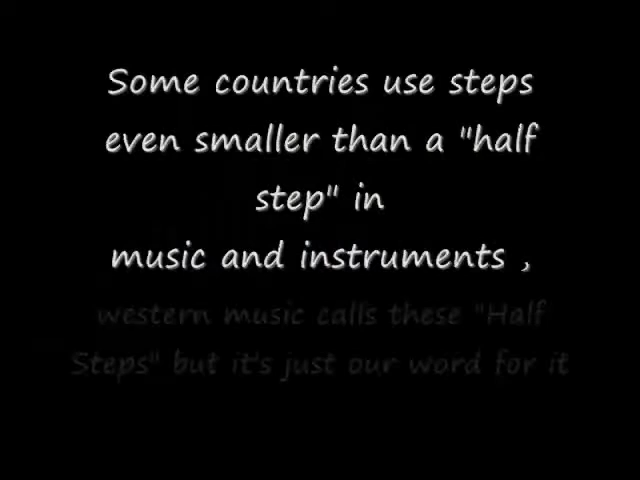 Some countries use steps
even smaller than a "half
step" in
music and instruments ,
western music calls these "Half
Steps" but it's just our word for it